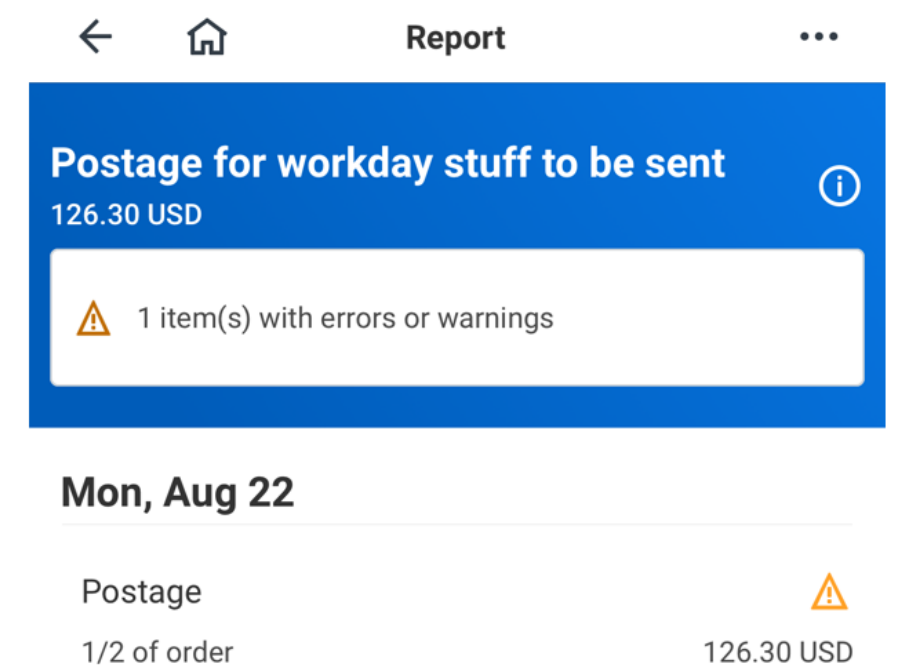 Report
Postage for workday stuff to be sent
126.30 USD
1 item(s) with errors or warnings
Mon, Aug 22
Postage
1/2 of order 126.30 USD